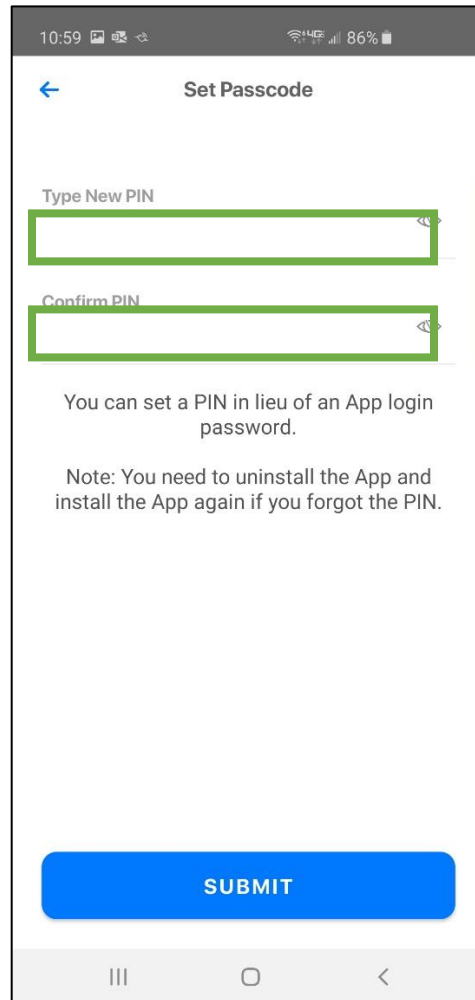 10:59 86%
Set Passcode
Type New PIN
Confirm PIN
You can set a PIN in lieu of an App login
password.
Note: You need to uninstall the App and
install the App again if you forgot the PIN.
SUBMIT